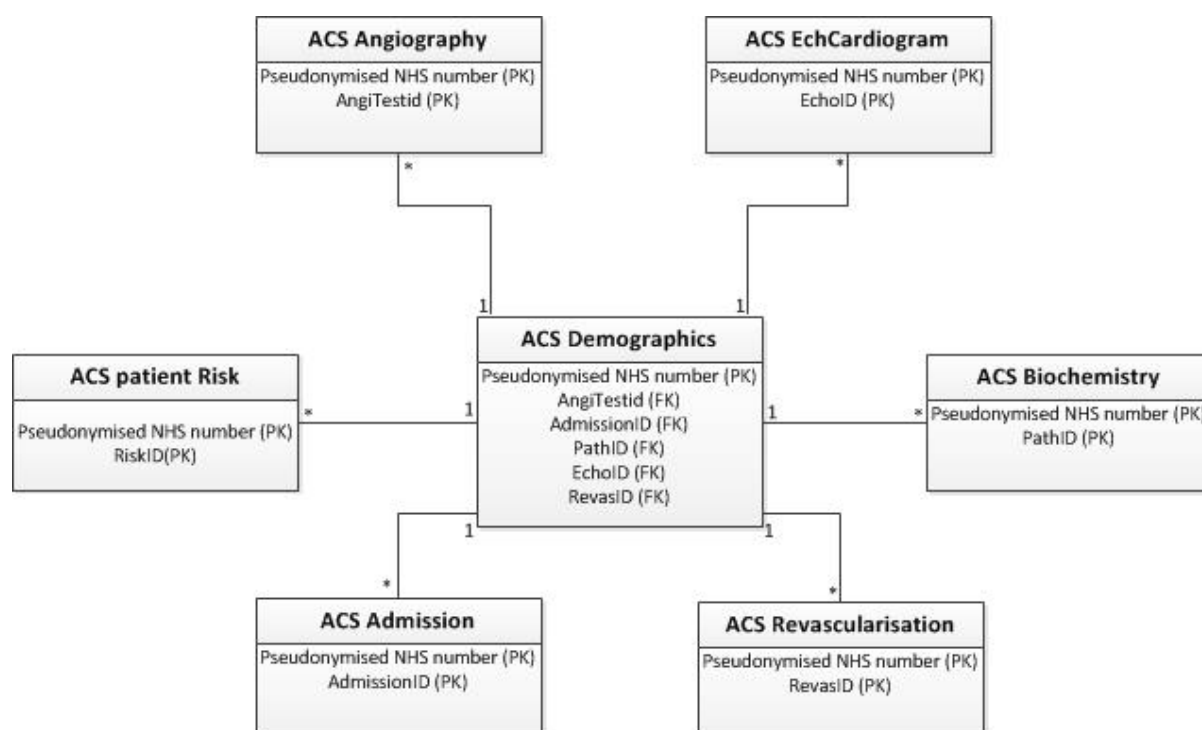 ACS Angiography
Pseudonymised NHS number (PK)
AngiTestid (PK)
*
ACS EchCardiogram
Pseudonymised NHS number (PK)
EchoID (PK)
*
1
1
ACS patient Risk
Pseudonymised NHS number (PK)
RiskID(PK)
*
1
ACS Demographics
Pseudonymised NHS number (PK)
AngiTestid (FK)
AdmissionID (FK)
PathID (FK)
EchoID (FK)
RevasID (FK)
1
*
ACS Biochemistry
Pseudonymised NHS number (PK)
PathID (PK)
1
1
*
*
ACS Admission
Pseudonymised NHS number (PK)
AdmissionID (PK)
ACS Revascularisation
Pseudonymised NHS number (PK)
RevasID (PK)